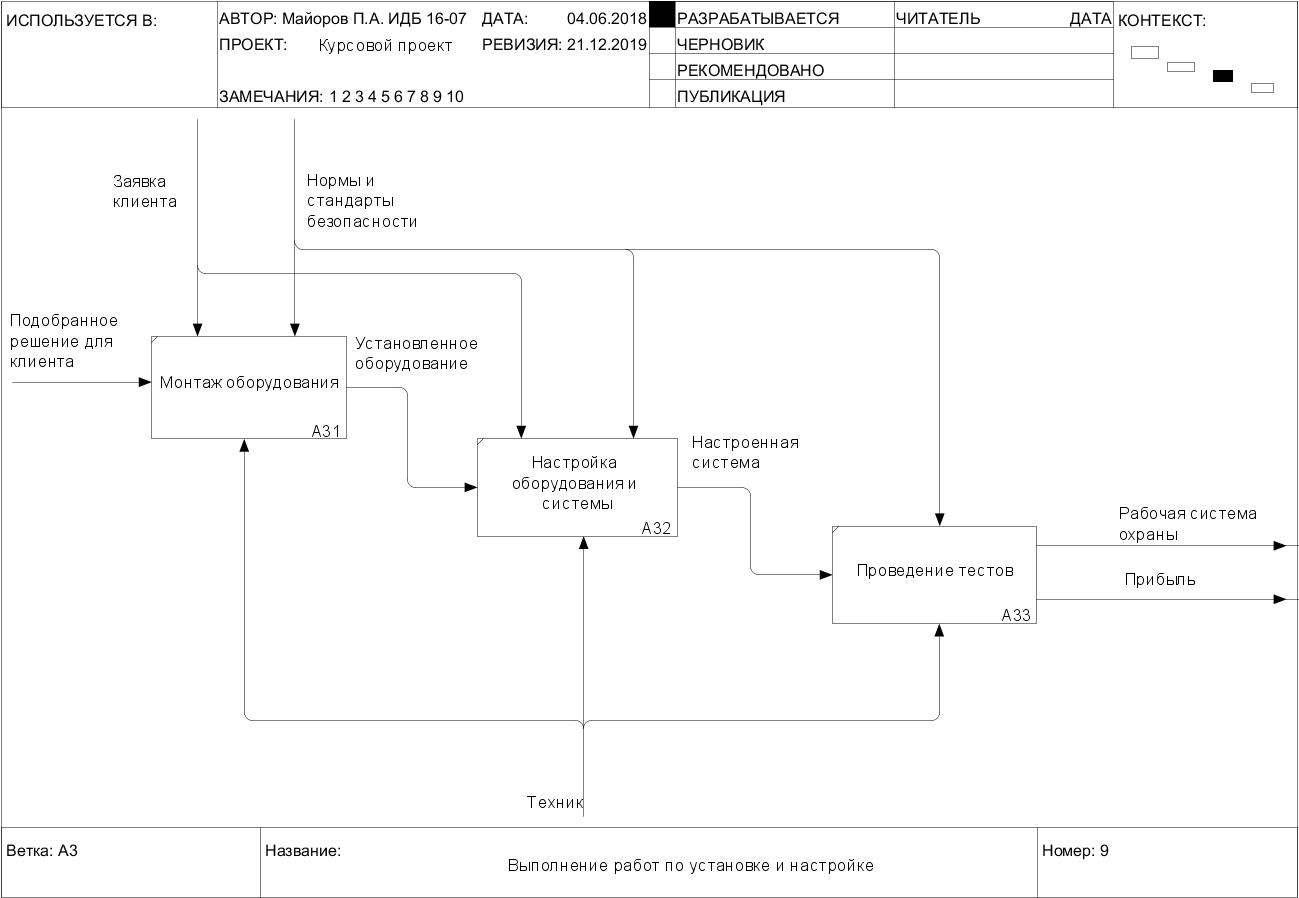 ИСПОЛЬЗУЕТСЯ В:
АВТОР: Майоров П.А. ИДБ 16-07
ДАТА: 04.06.2018
ПРОЕКТ: Курсовой проект
РЕВИЗИЯ: 21.12.2019
ЗАМЕЧАНИЯ: 1 2 3 4 5 6 7 8 9 10
РАЗРАБАТЫВАЕТСЯ
ЧЕРНОВИК
РЕКОМЕНДОВАНО
ПУБЛИКАЦИЯ
ЧИТАТЕЛЬ
ДАТА
КОНТЕКСТ:
Заявка
клиента
Нормы и
стандарты
безопасности
Подобранное
решение для
клиента
Монтаж оборудования
A31
Установленное
оборудование
Настройка
оборудования и
системы
A32
Настроенная
система
Проведение тестов
A33
Рабочая система
охраны
Прибыль
Техник
Ветка: A3
Название:
Выполнение работ по установке и настройке
Номер: 9